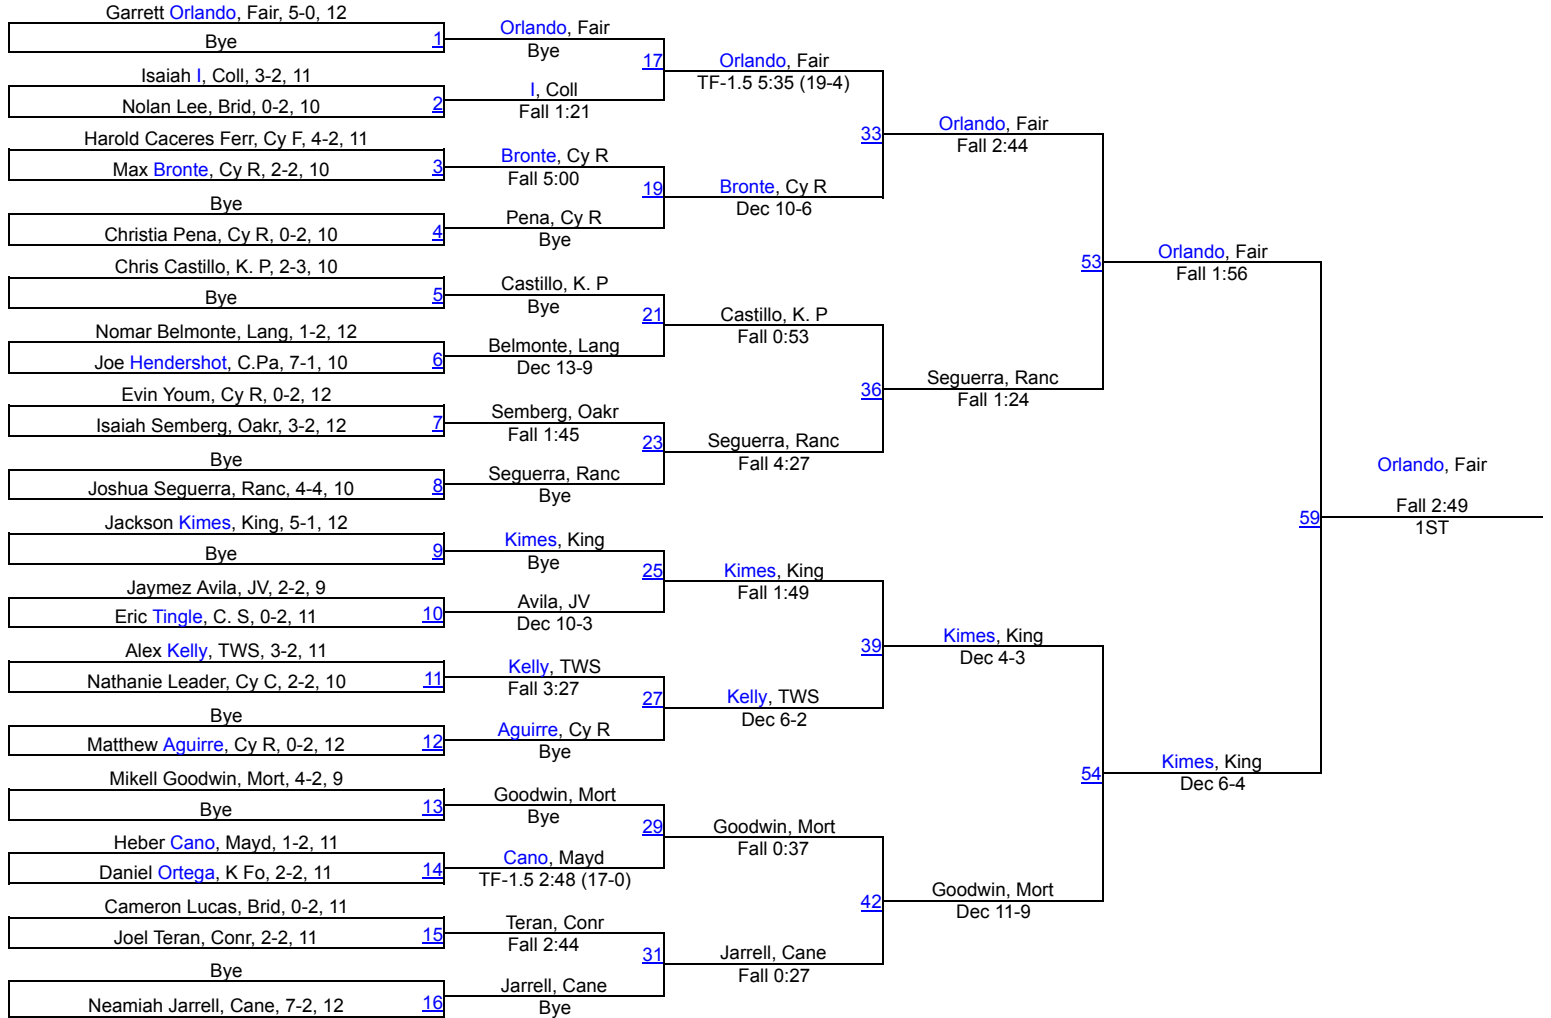 Garrett Orlando, Fair, 5-0, 12
Bye
1
Isaiah I, Coll, 3-2, 11
Nolan Lee, Brid, 0-2, 10
2
Harold Caceres Ferr, Cy F, 4-2, 11
Max Bronte, Cy R, 2-2, 10
3
Bye
Christia Pena, Cy R, 0-2, 10
4
Chris Castillo, K. P, 2-3, 10
Bye
5
Nomar Belmonte, Lang, 1-2, 12
Joe Hendershot, C.Pa, 7-1, 10
6
Evin Youm, Cy R, 0-2, 12
Isaiah Semberg, Oakr, 3-2, 12
7
Bye
Joshua Seguerra, Ranc, 4-4, 10
8
Jackson Kimes, King, 5-1, 12
Bye
9
Jaymez Avila, JV, 2-2, 9
Eric Tingle, C. S, 0-2, 11
10
Alex Kelly, TWS, 3-2, 11
Nathanie Leader, Cy C, 2-2, 10
11
Bye
Matthew Aguirre, Cy R, 0-2, 12
12
Mikell Goodwin, Mort, 4-2, 9
Bye
13
Heber Cano, Mayd, 1-2, 11
Daniel Ortega, K Fo, 2-2, 11
14
Cameron Lucas, Brid, 0-2, 11
Joel Teran, Conr, 2-2, 11
15
Bye
Neamiah Jarrell, Cane, 7-2, 12
16
Orlando, Fair
Bye
17
I, Coll
Fall 1:21
Bronte, Cy R
Fall 5:00
19
Pena, Cy R
Bye
Castillo, K. P
Bye
21
Belmonte, Lang
Dec 13-9
Semberg, Oakr
Fall 1:45
23
Seguerra, Ranc
Bye
Kimes, King
Bye
25
Avila, JV
Dec 10-3
Kelly, TWS
Fall 3:27
27
Aguirre, Cy R
Bye
Goodwin, Mort
Bye
29
Cano, Mayd
TF-1.5 2:48 (17-0)
Teran, Conr
Fall 2:44
31
Jarrell, Cane
Bye
Orlando, Fair
TF-1.5 5:35 (19-4)
33
Bronte, Cy R
Dec 10-6
Castillo, K. P
Fall 0:53
36
Seguerra, Ranc
Fall 4:27
Kimes, King
Fall 1:49
39
Kelly, TWS
Dec 6-2
Goodwin, Mort
Fall 0:37
42
Jarrell, Cane
Fall 0:27
Orlando, Fair
Fall 2:44
53
Seguerra, Ranc
Fall 1:24
Kimes, King
Dec 4-3
54
Goodwin, Mort
Dec 11-9
Orlando, Fair
Fall 1:56
59
Kimes, King
Dec 6-4
Orlando, Fair
Fall 2:49
1ST